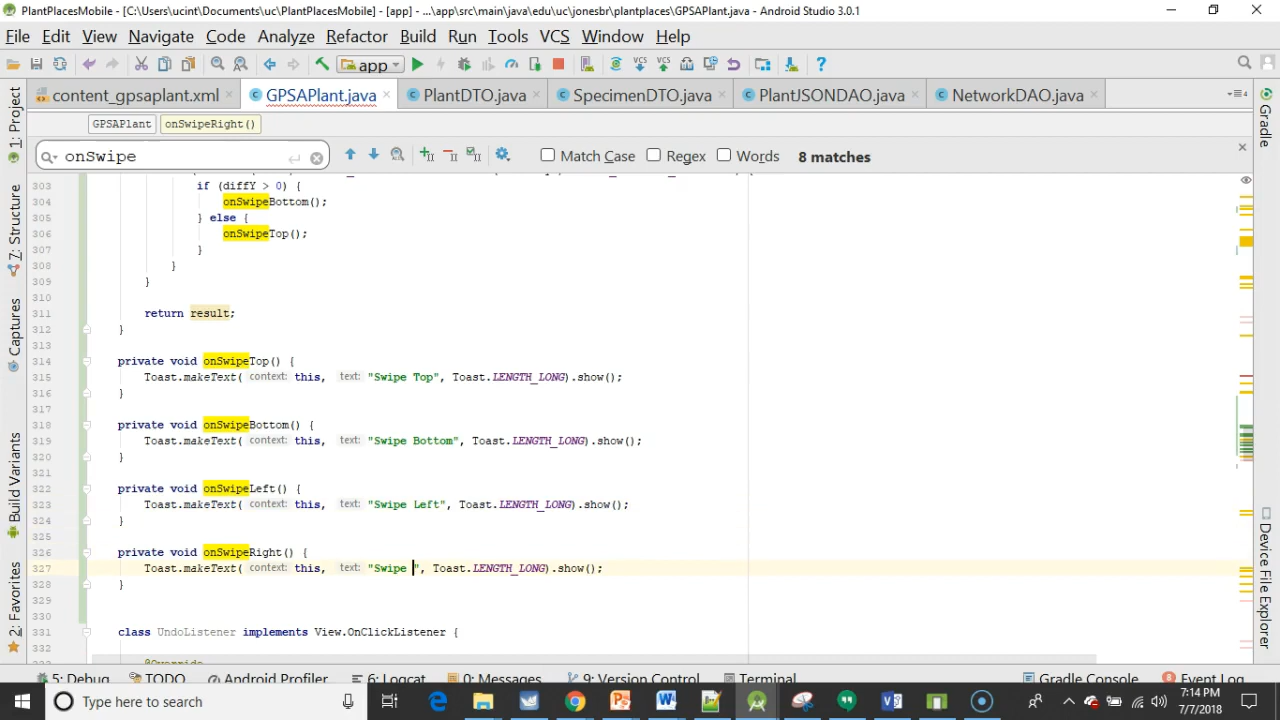 PlantPlacesMobile - [C:\Users\ucint\Documents\uc\PlantPlacesMobile] - [app] - ...\app\src\main\java\edu\uc\jonesbr\plantplaces\GPSAPlant.java - Android Studio 3.0.1
File Edit View Navigate Code Analyze Refactor Build Run Tools VCS Window Help
app
content_gpsaplant.xml GPSAPlant.java PlantDTO.java SpecimenDTO.java PlantJSONDAO.java NetworkDAO.java
GPSAPlant onSwipeRight()
onSwipe Match Case Regex Words 8 matches
303 if (diffY > 0) {
304 onSwipeBottom();
305 } else {
306 onSwipeTop();
307 }
308 }
309 }
310
311 return result;
312 }
313
314 private void onSwipeTop() {
315 Toast.makeText( context: this, text: "Swipe Top", Toast.LENGTH_LONG).show();
316 }
317
318 private void onSwipeBottom() {
319 Toast.makeText( context: this, text: "Swipe Bottom", Toast.LENGTH_LONG).show();
320 }
321
322 private void onSwipeLeft() {
323 Toast.makeText( context: this, text: "Swipe Left", Toast.LENGTH_LONG).show();
324 }
325
326 private void onSwipeRight() {
327 Toast.makeText( context: this, text: "Swipe ", Toast.LENGTH_LONG).show();
328 }
329
330
331 class UndoListener implements View.OnClickListener {
332
@Override
1: Project
7: Structure
Captures
Build Variants
2: Favorites
Gradle
Device File Explorer
5: Debug TODO Android Profiler 6: Logcat 0: Messages 9: Version Control Terminal Gradle Console Event Log
Type here to search
7:14 PM
7/7/2018